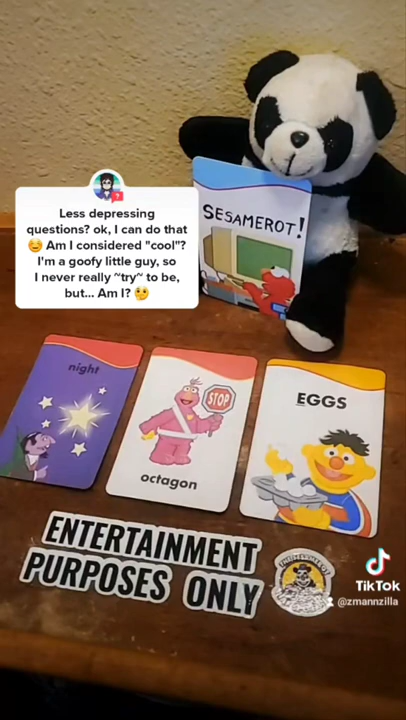 Less depressing
questions? ok, I can do that
☺️ Am I considered "cool"?
I'm a goofy little guy, so
I never really ~try~ to be,
but... Am I? 🤔
SESAMEROT!
night
STOP
octagon
EGGS
ENTERTAINMENT
PURPOSES ONLY
TikTok
@zmannzilla